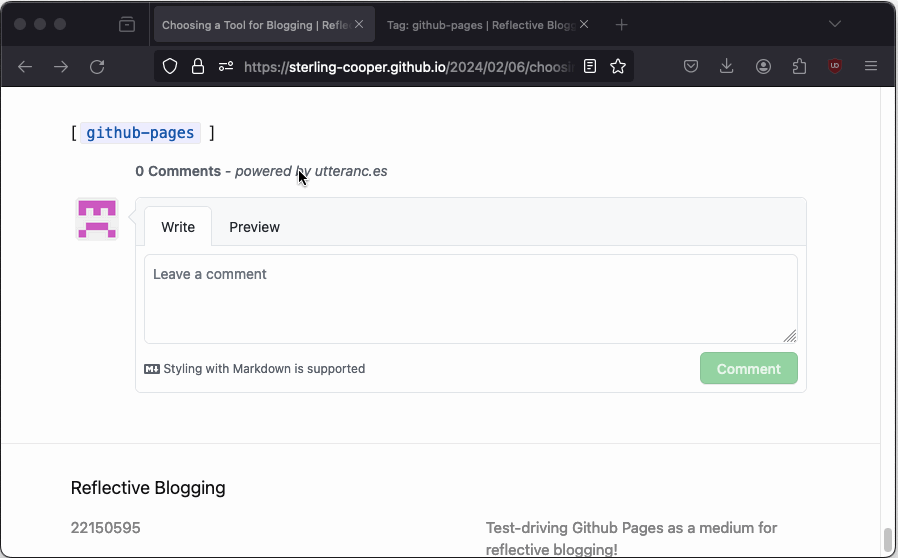 Choosing a Tool for Blogging | Refle
Tag: github-pages | Reflective Blogg
https://sterling-cooper.github.io/2024/02/06/choosi
[ github-pages ]
0 Comments - powered by utteranc.es
Write
Preview
Leave a comment
Styling with Markdown is supported
Comment
Reflective Blogging
22150595
Test-driving Github Pages as a medium for
reflective blogging!